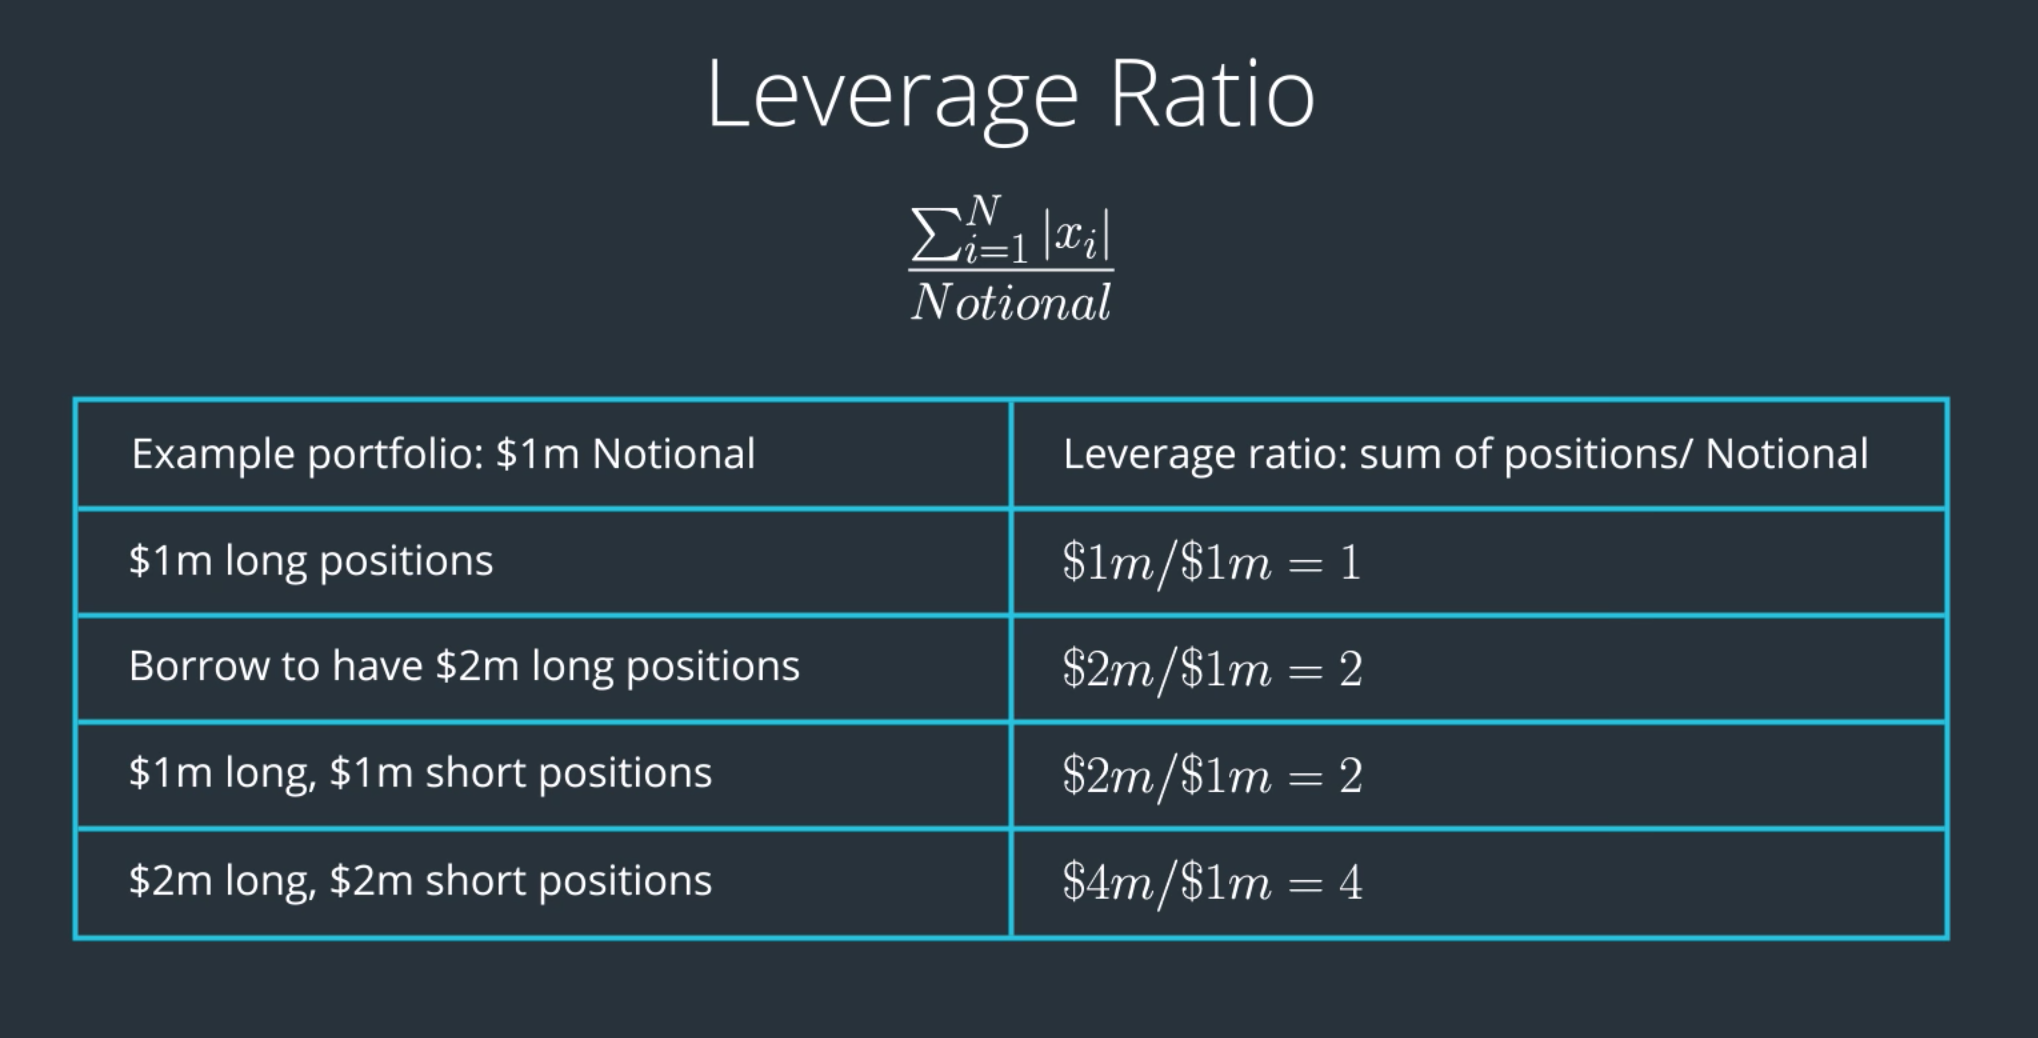 Leverage Ratio
\frac{\sum_{i=1}^{N} |x_i|}{Notional}
Example portfolio: $1m Notional
Leverage ratio: sum of positions/ Notional
$1m long positions
$1m/$1m = 1
Borrow to have $2m long positions
$2m/$1m = 2
$1m long, $1m short positions
$2m/$1m = 2
$2m long, $2m short positions
$4m/$1m = 4